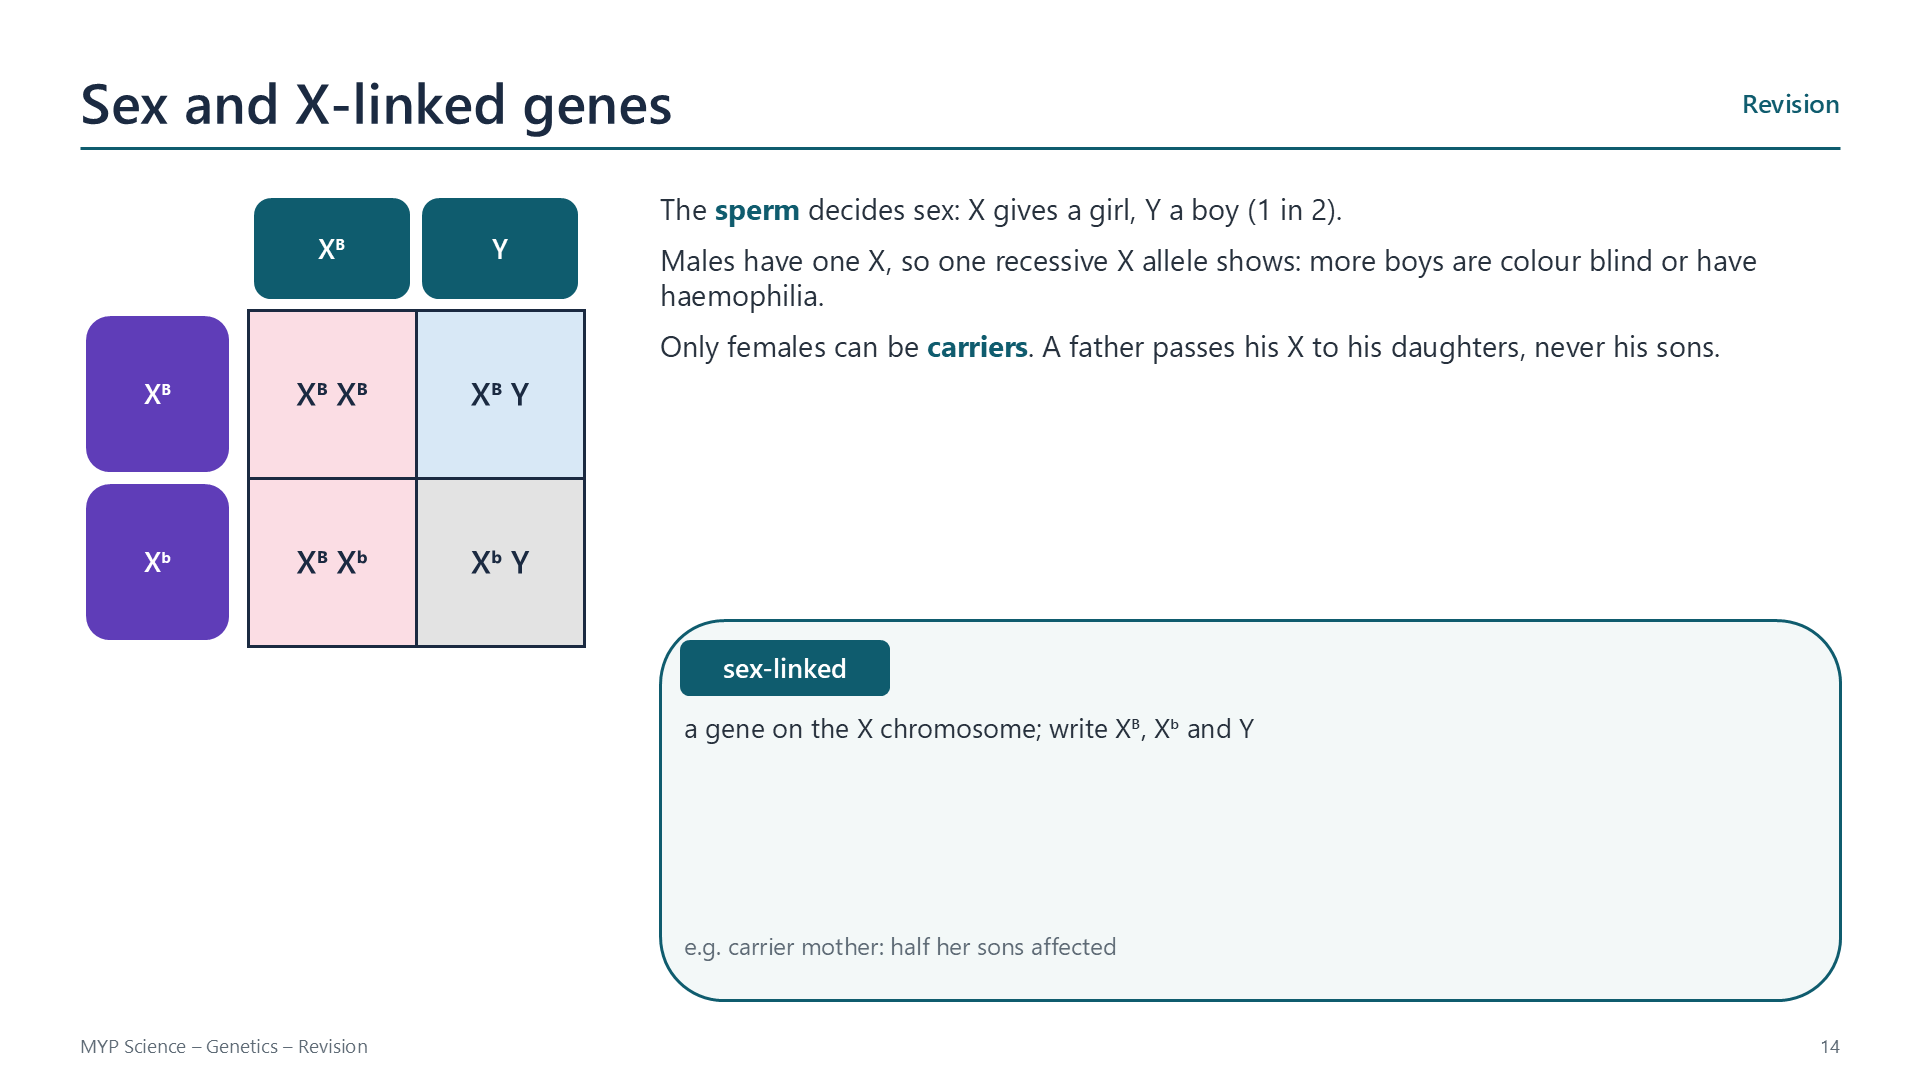 Sex and X-linked genes
Revision
Xᴮ
Y
Xᴮ
Xᴮ Xᴮ
Xᴮ Y
Xᵇ
Xᴮ Xᵇ
Xᵇ Y
The sperm decides sex: X gives a girl, Y a boy (1 in 2).
Males have one X, so one recessive X allele shows: more boys are colour blind or have
haemophilia.
Only females can be carriers. A father passes his X to his daughters, never his sons.
sex-linked
a gene on the X chromosome; write Xᴮ, Xᵇ and Y
e.g. carrier mother: half her sons affected
MYP Science – Genetics – Revision
14